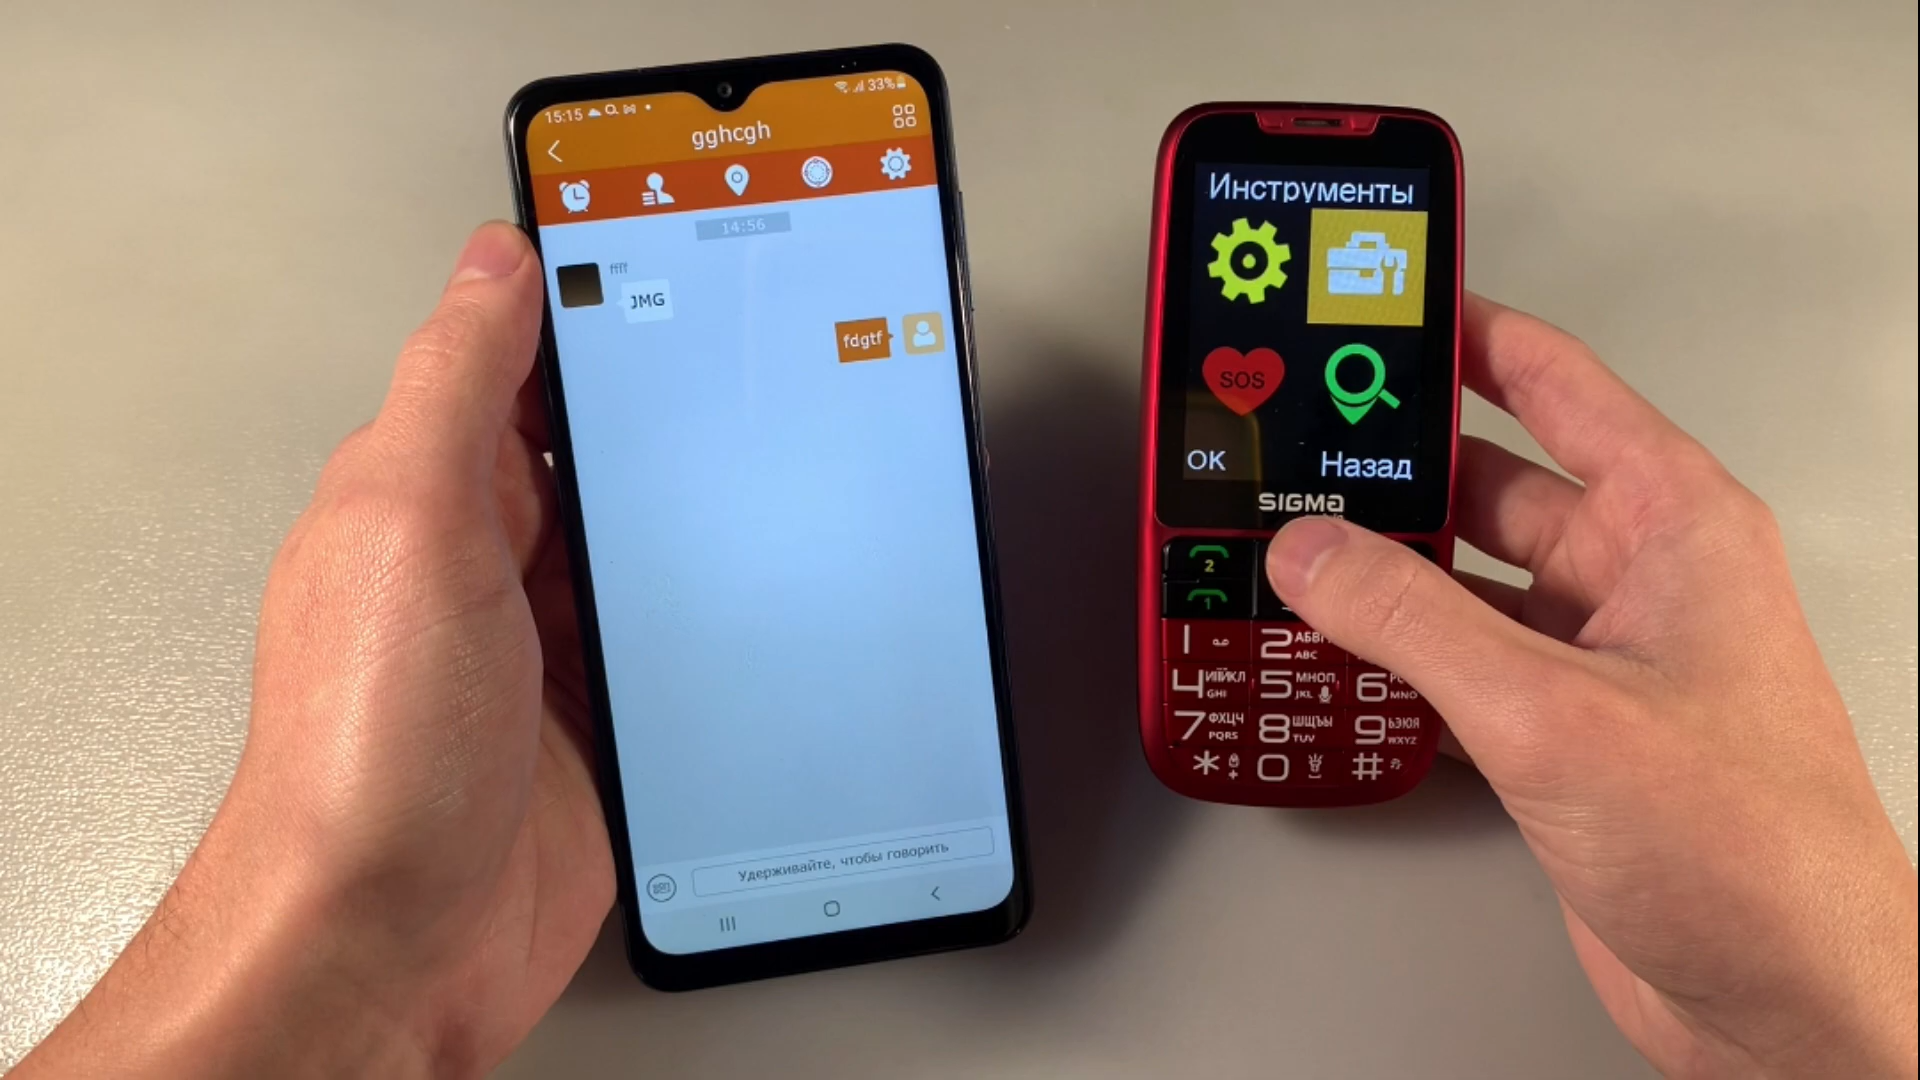 15:15
33%
gghcgh
14:56
ffff
JMG
fdgtf
Удерживайте, чтобы говорить
Инструменты
SOS
OK
Назад
SIGMA
2
1
1
2 АБВГ
ABC
4 ИІЇЙКЛ
GHI
5 МНОП
JKL
6 РС
MNO
7 ФХЦЧ
PQRS
8 ШЩЪЫ
TUV
9 ЬЭЮЯ
WXYZ
* +
0
#